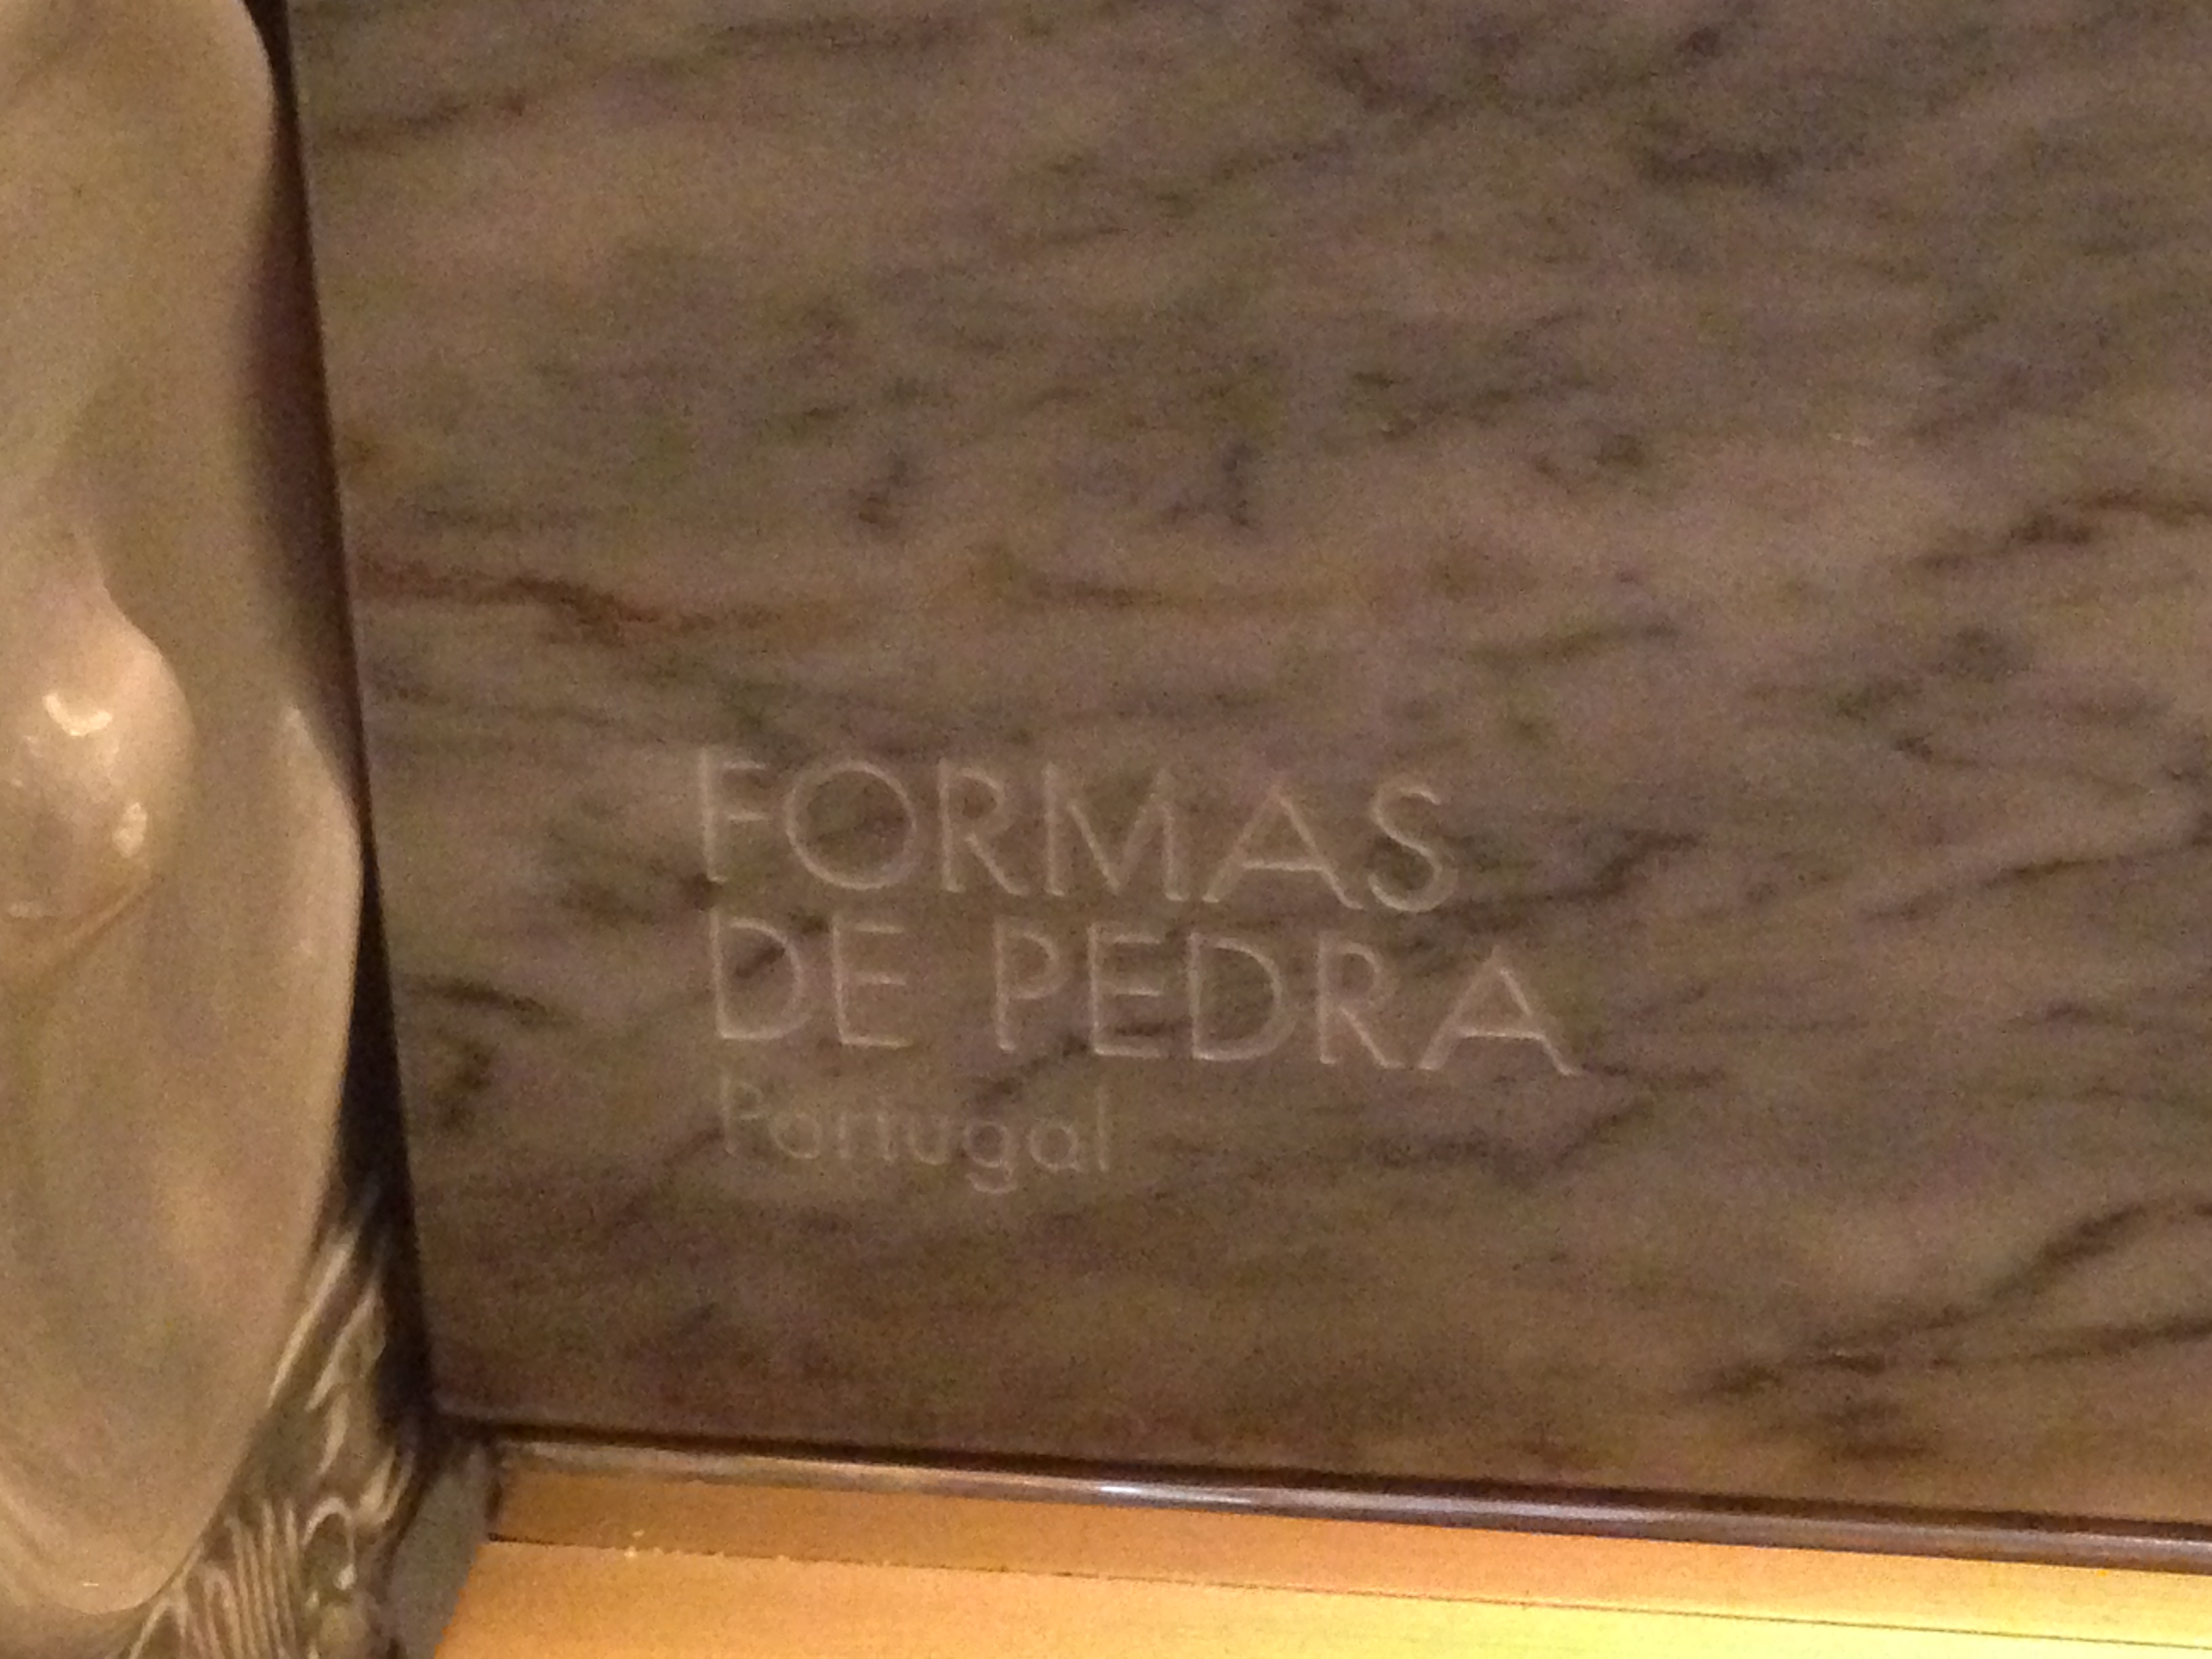 FORMAS
DE PEDRA
Portugal